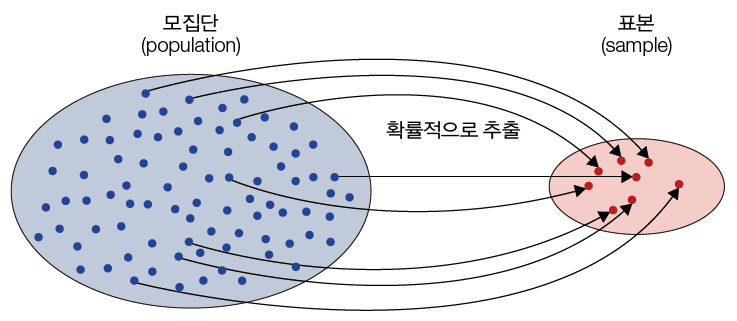 모집단
(population)
표본
(sample)
확률적으로 추출